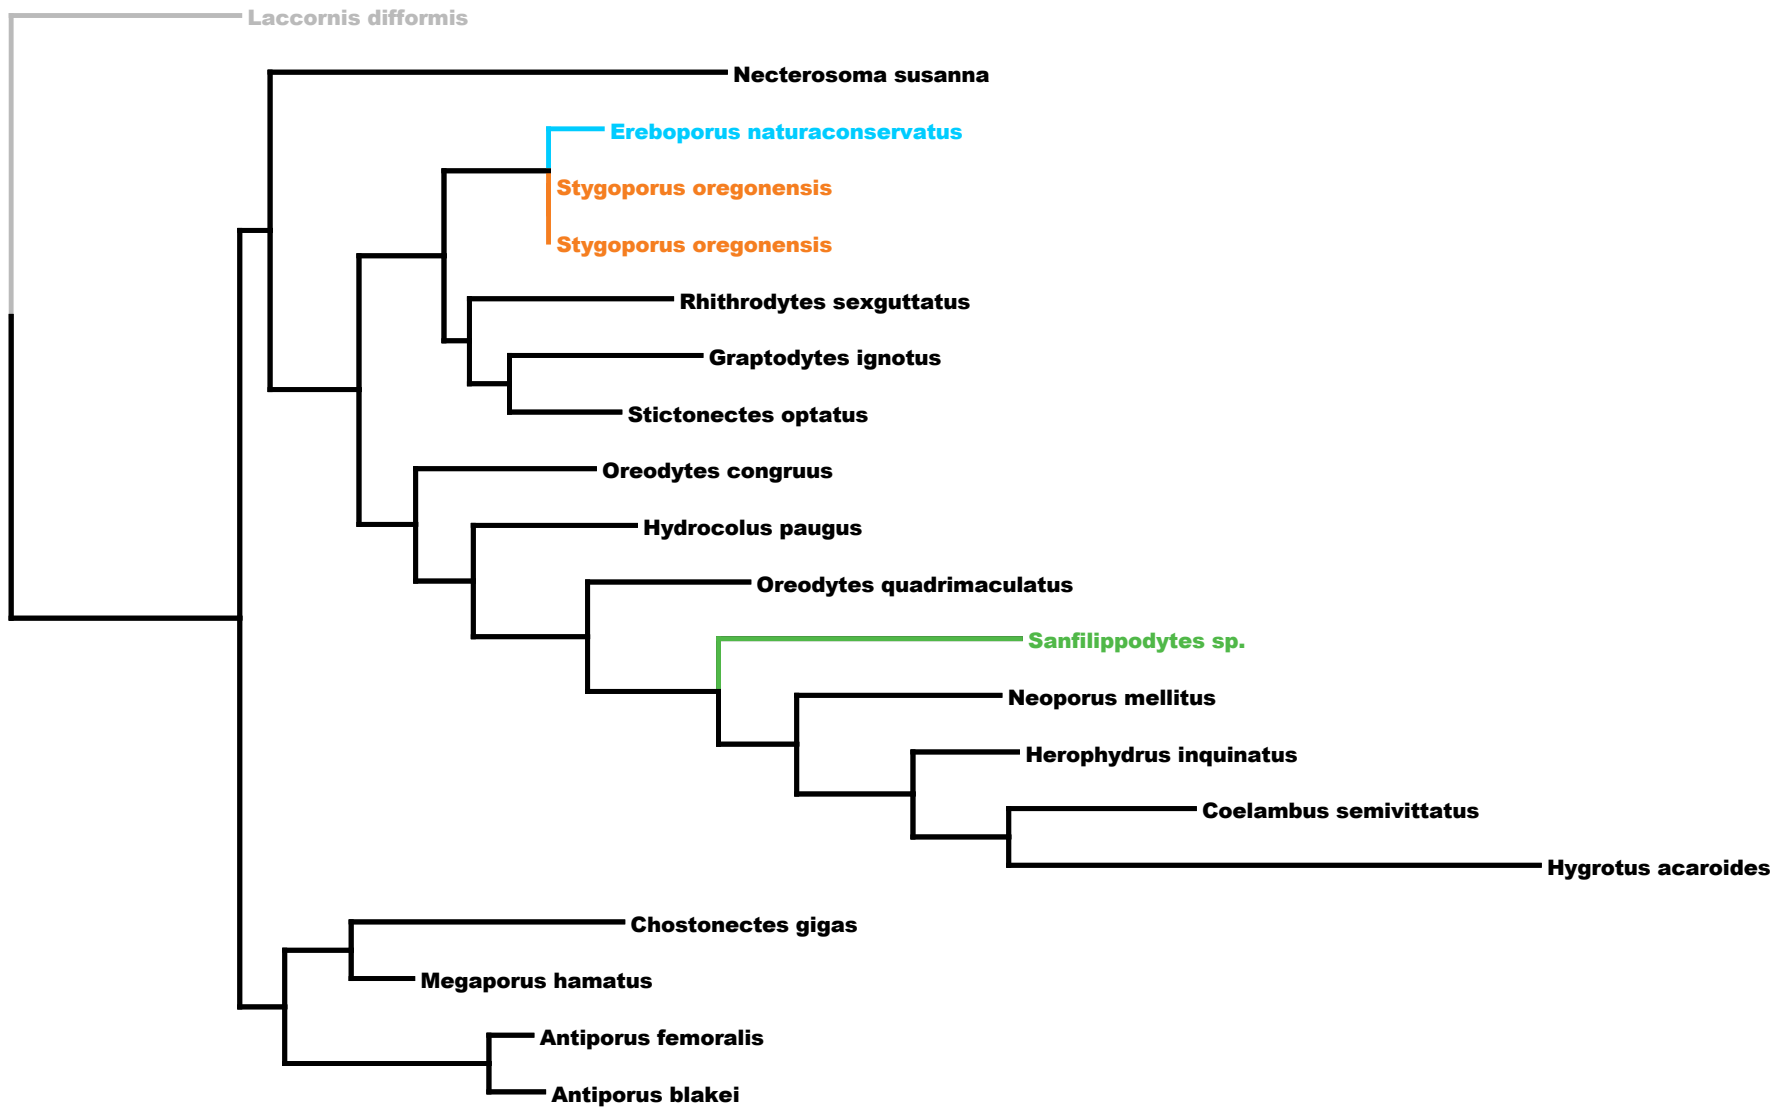 Laccornis difformis
Necterosoma susanna
Ereboporus naturaconservatus
Stygoporus oregonensis
Stygoporus oregonensis
Rhithrodytes sexguttatus
Graptodytes ignotus
Stictonectes optatus
Oreodytes congruus
Hydrocolus paugus
Oreodytes quadrimaculatus
Sanfilippodytes sp.
Neoporus mellitus
Herophydrus inquinatus
Coelambus semivittatus
Hygrotus acaroides
Chostonectes gigas
Megaporus hamatus
Antiporus femoralis
Antiporus blakei